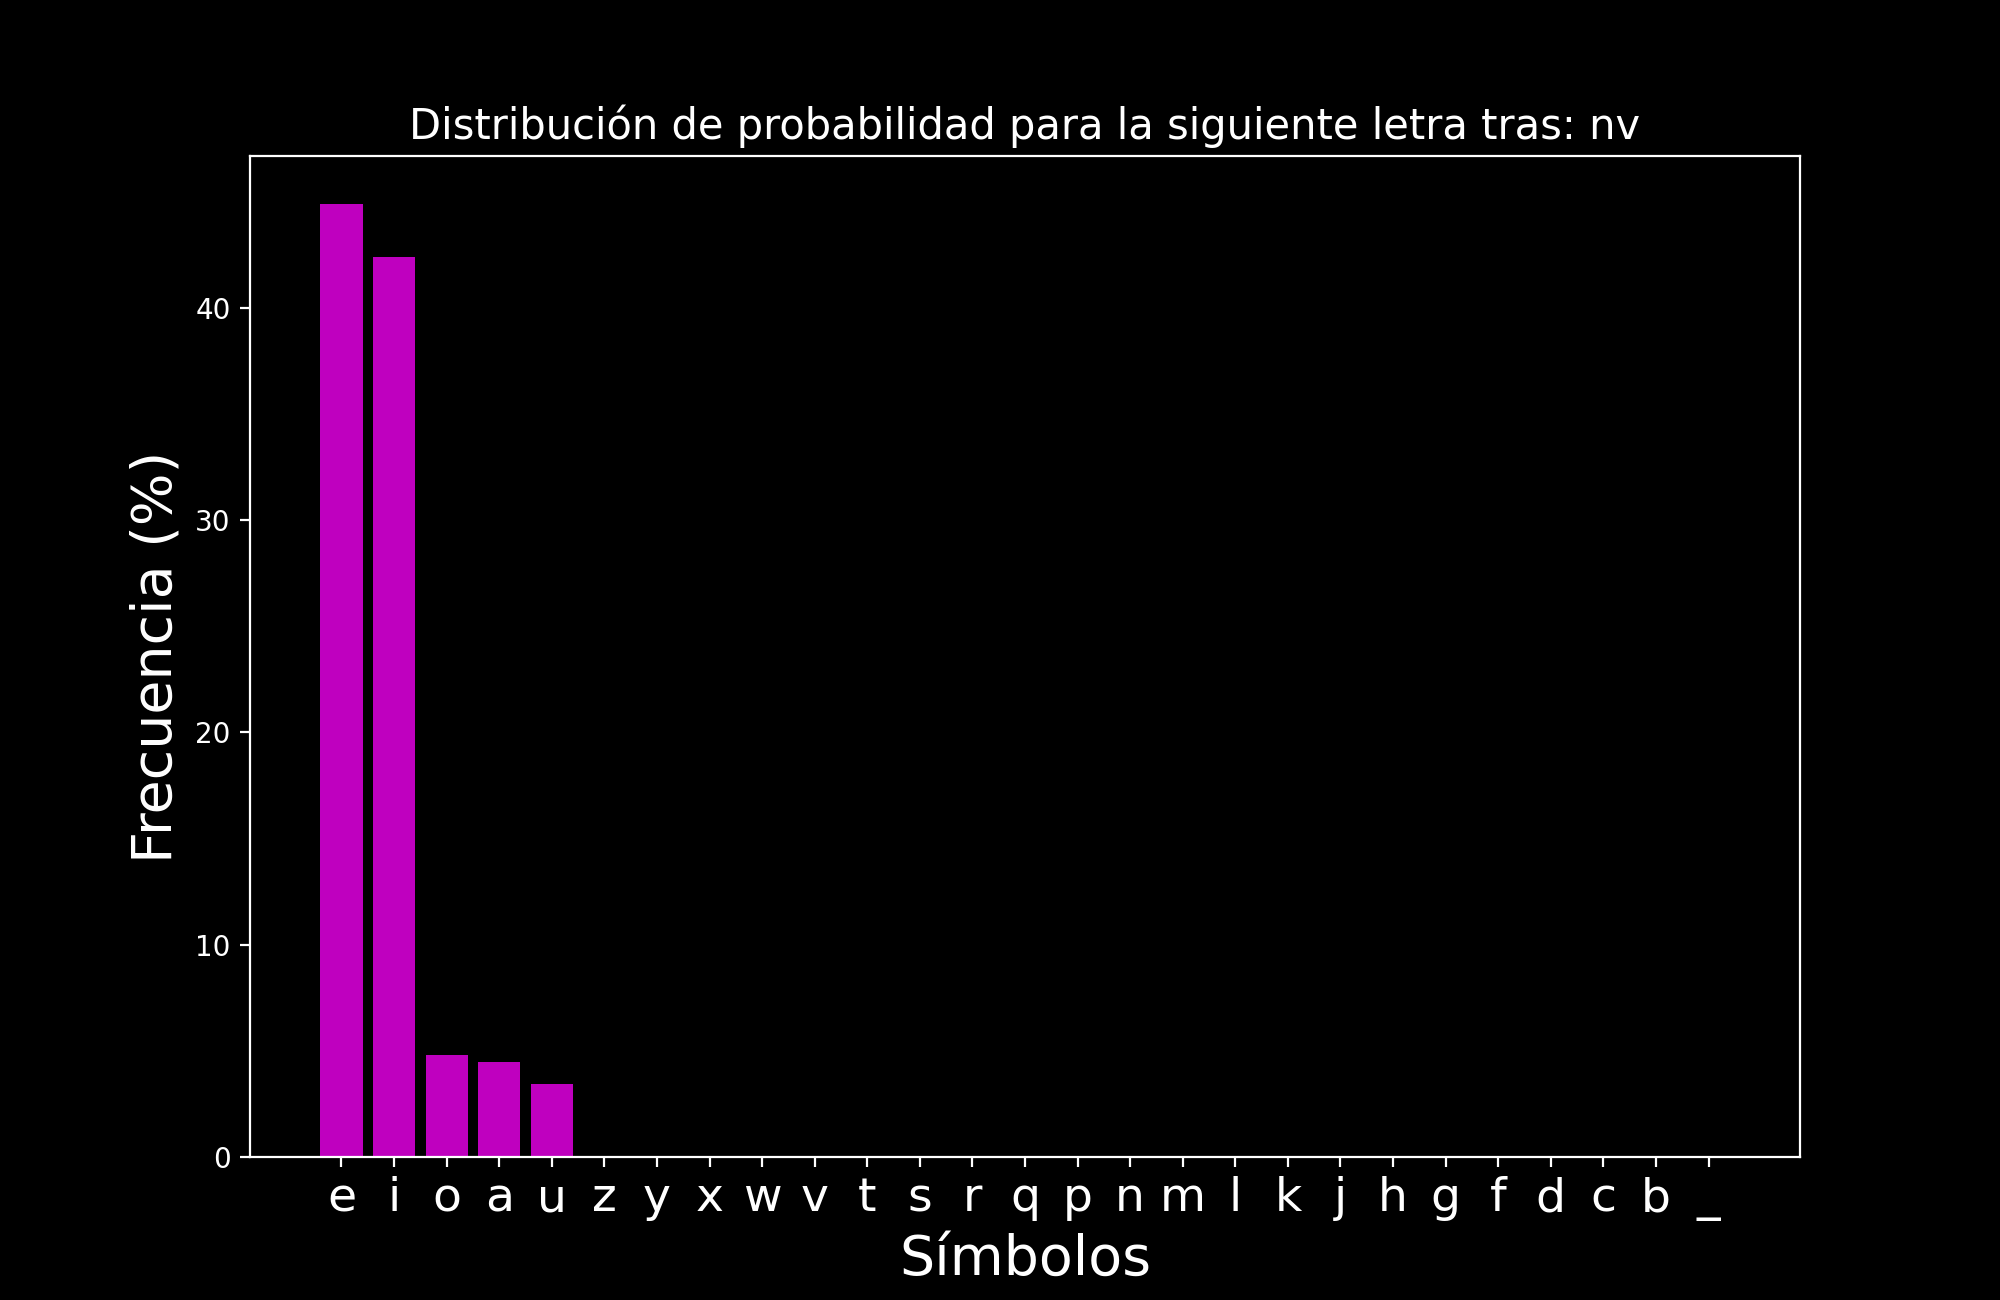 Distribución de probabilidad para la siguiente letra tras: nv
Frecuencia (%)
40
30
20
10
0
e i o a u z y x w v t s r q p n m l k j h g f d c b _
Símbolos